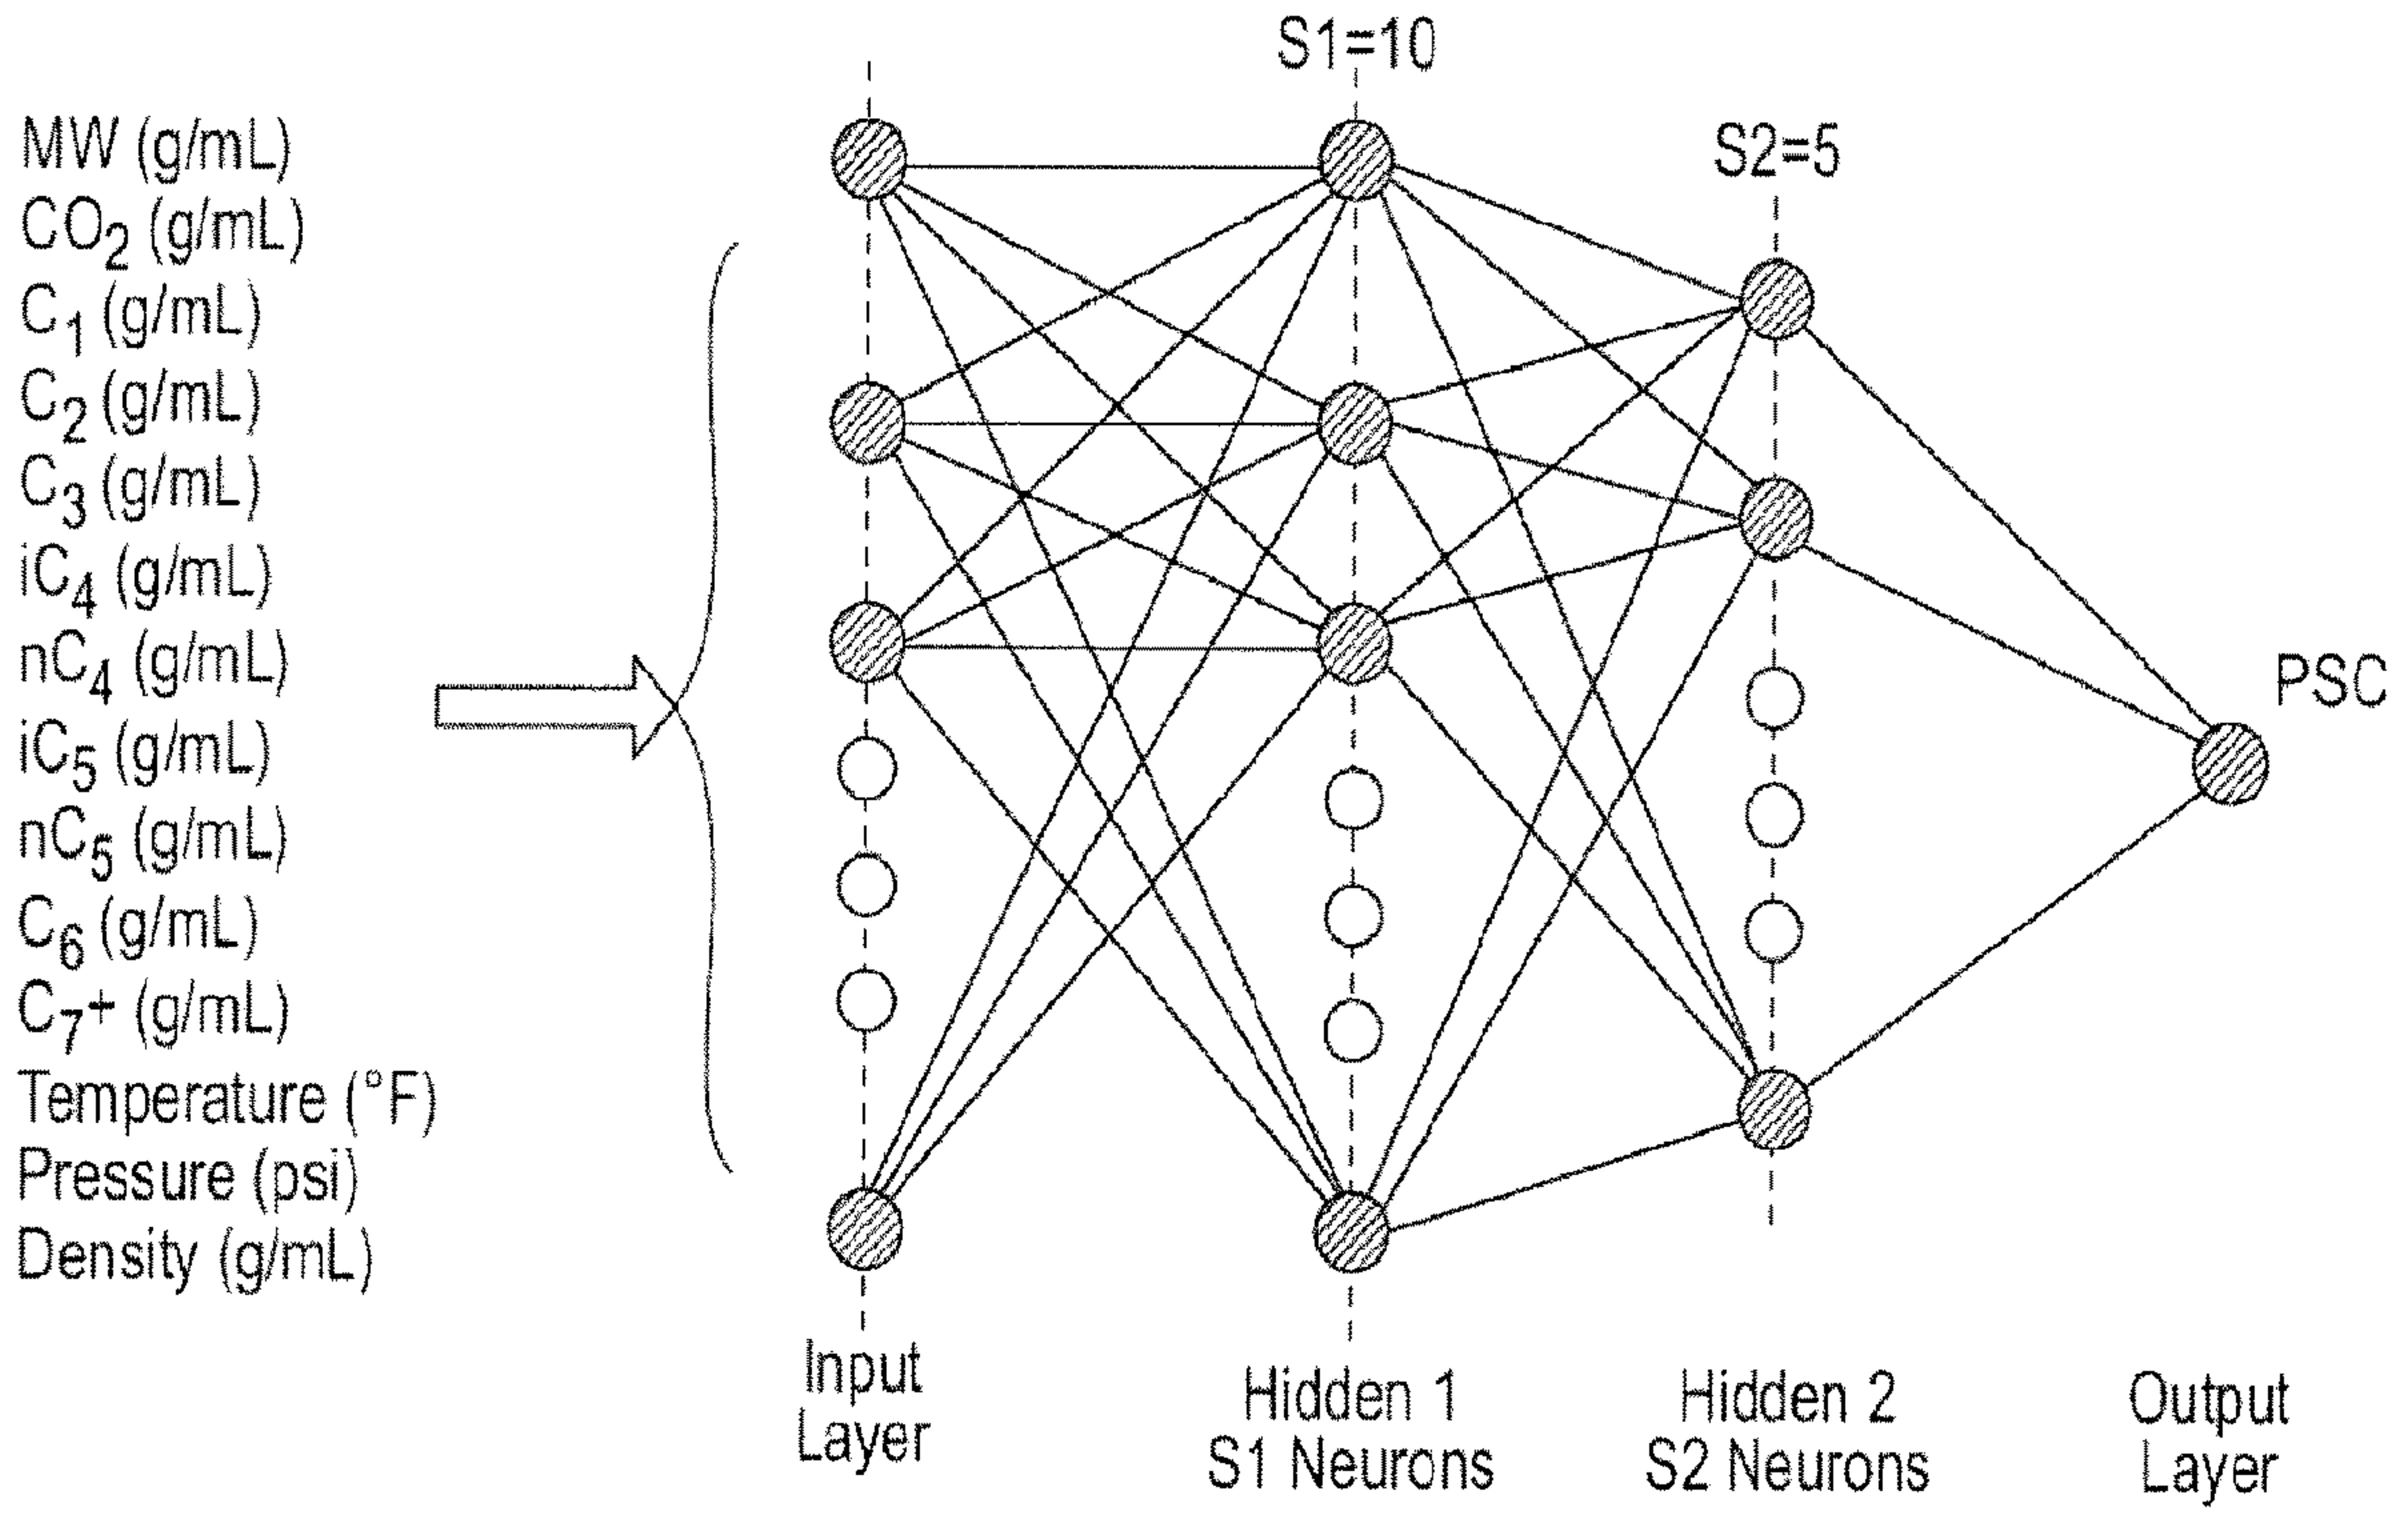 S1=10
S2=5
MW (g/mL)
CO₂ (g/mL)
C₁ (g/mL)
C₂ (g/mL)
C₃ (g/mL)
iC₄ (g/mL)
nC₄ (g/mL)
iC₅ (g/mL)
nC₅ (g/mL)
C₆ (g/mL)
C₇+ (g/mL)
Temperature (°F)
Pressure (psi)
Density (g/mL)
PSC
Input
Layer
Hidden 1
S1 Neurons
Hidden 2
S2 Neurons
Output
Layer